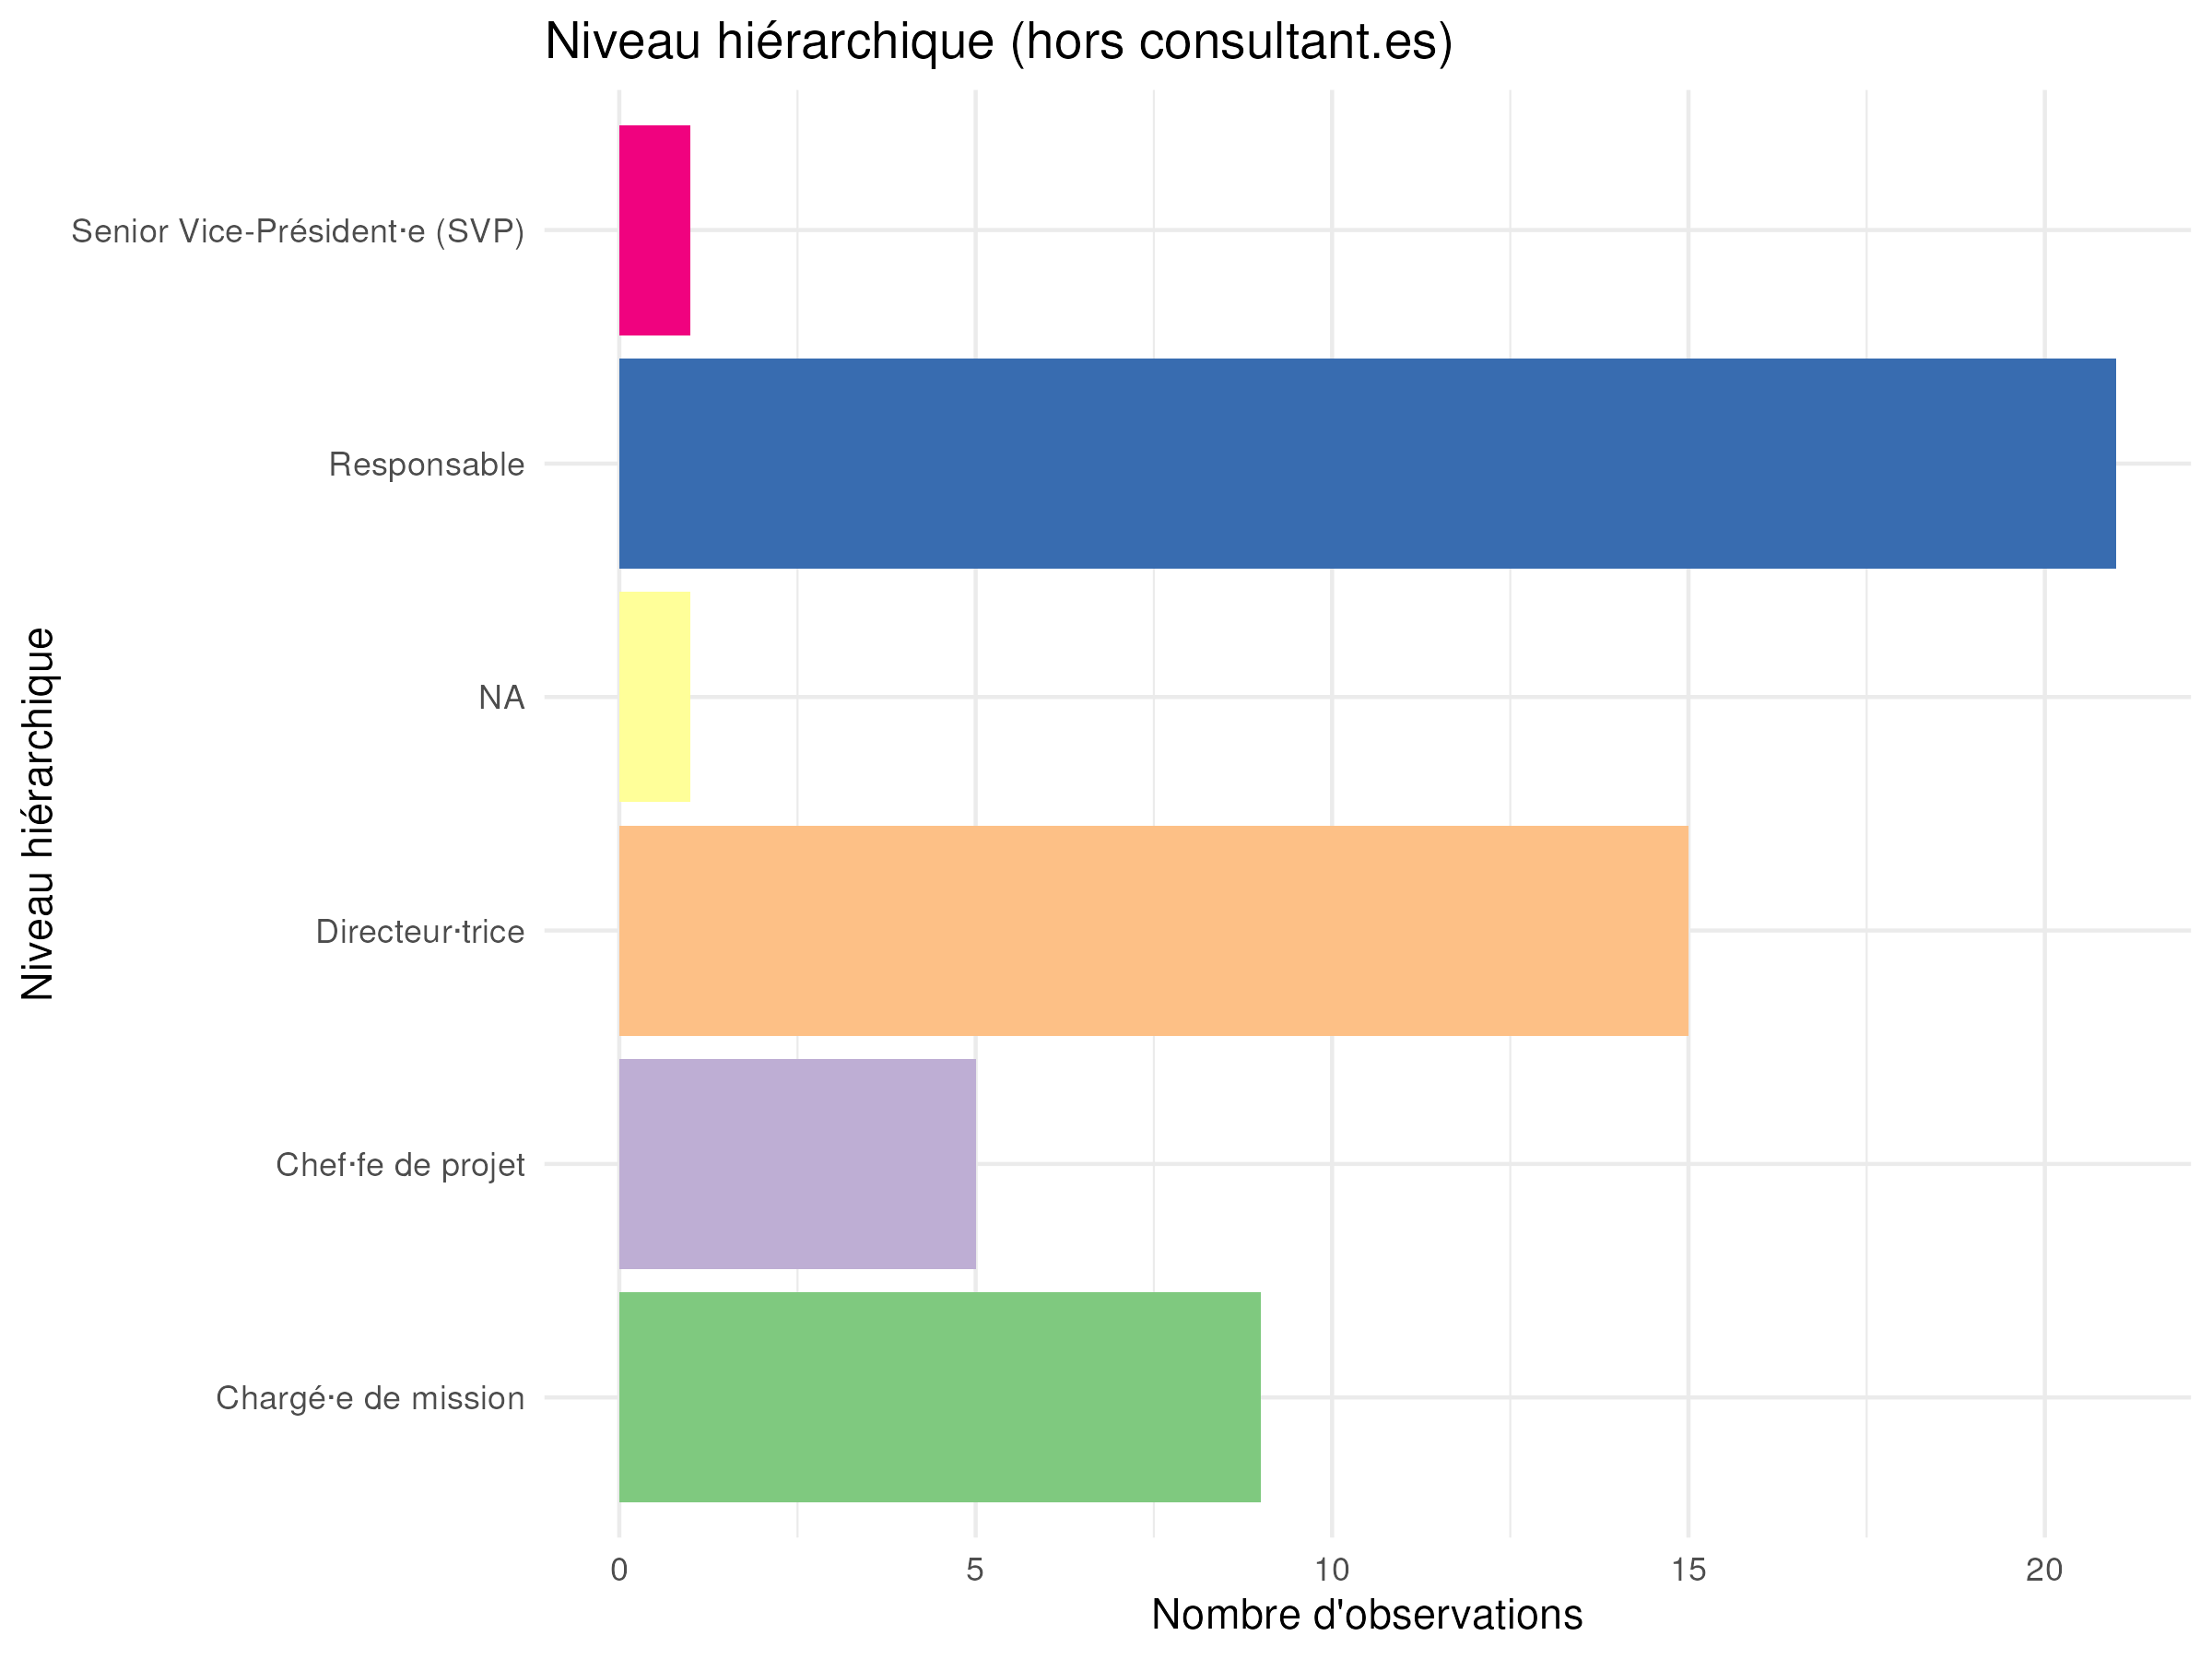 Niveau hiérarchique (hors consultant.es)
Niveau hiérarchique
Senior Vice-Président·e (SVP)
Responsable
NA
Directeur·trice
Chef·fe de projet
Chargé·e de mission
0 5 10 15 20
Nombre d'observations